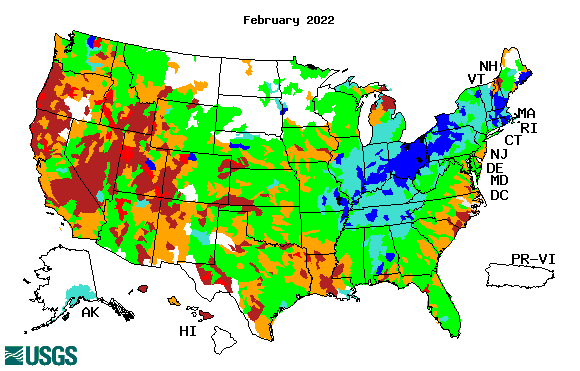 February 2022
NH
VT
MA
RI
CT
NJ
DE
MD
DC
PR-VI
AK
HI
USGS